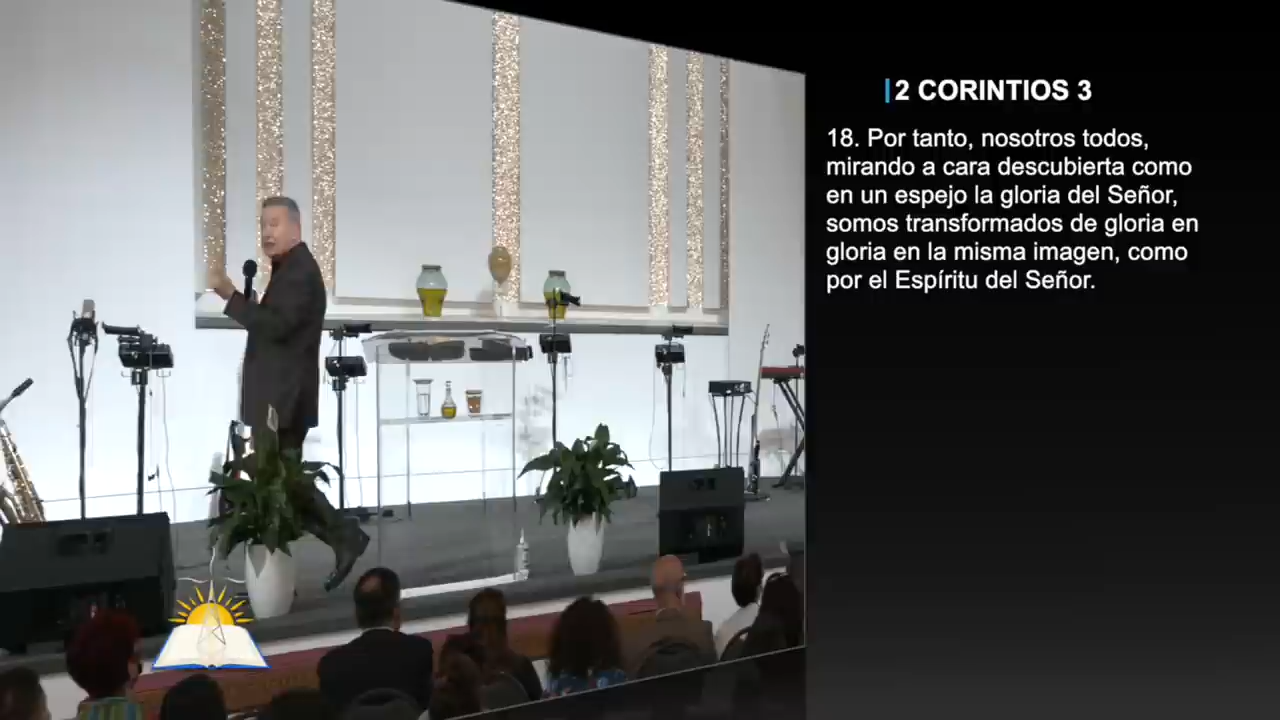 2 CORINTIOS 3
18. Por tanto, nosotros todos,
mirando a cara descubierta como
en un espejo la gloria del Señor,
somos transformados de gloria en
gloria en la misma imagen, como
por el Espíritu del Señor.